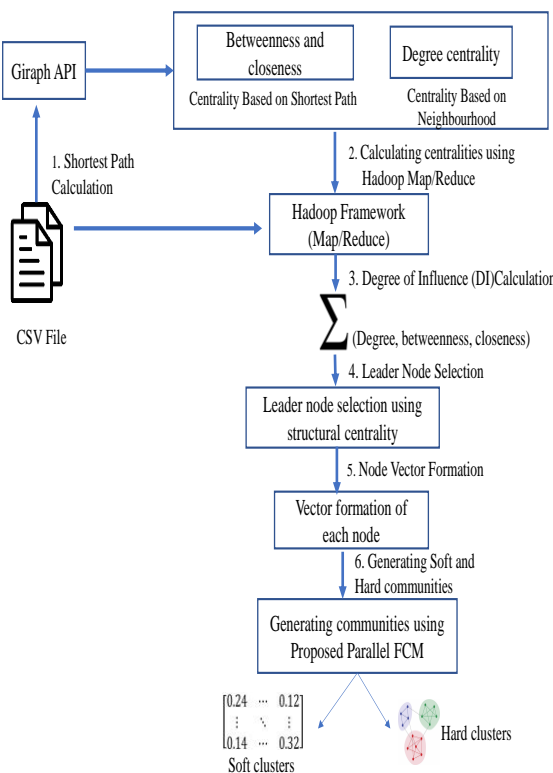 Betweenness and
closeness
Degree centrality
Giraph API
Centrality Based on Shortest Path
Centrality Based on
Neighbourhood
1. Shortest Path
Calculation
2. Calculating centralities using
Hadoop Map/Reduce
Hadoop Framework
(Map/Reduce)
CSV File
3. Degree of Influence (DI)Calculation
∑ (Degree, betweenness, closeness)
4. Leader Node Selection
Leader node selection using
structural centrality
5. Node Vector Formation
Vector formation of
each node
6. Generating Soft and
Hard communities
Generating communities using
Proposed Parallel FCM
0.24 ⋯ 0.12
⋮ ⋱ ⋮
0.14 ⋯ 0.32
Hard clusters
Soft clusters